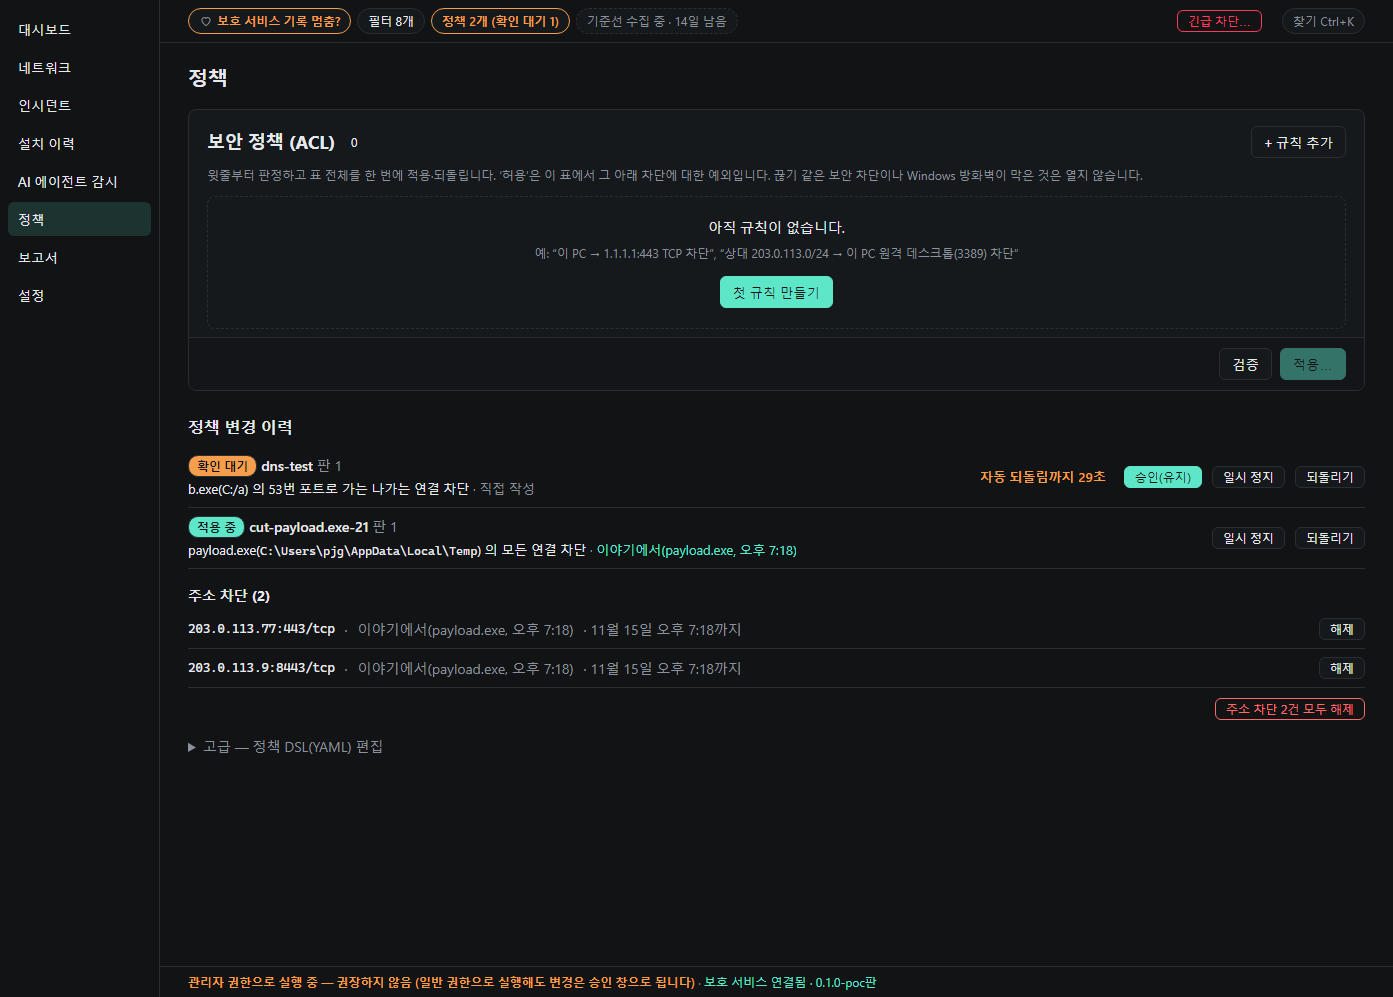 대시보드
네트워크
인시던트
설치 이력
AI 에이전트 감시
정책
보고서
설정
♡ 보호 서비스 기록 멈춤? 필터 8개 정책 2개 (확인 대기 1) 기준선 수집 중 · 14일 남음 긴급 차단... 찾기 Ctrl+K
정책
보안 정책 (ACL) 0 + 규칙 추가
윗줄부터 판정하고 표 전체를 한 번에 적용·되돌립니다. ‘허용’은 이 표에서 그 아래 차단에 대한 예외입니다. 끊기 같은 보안 차단이나 Windows 방화벽이 막은 것은 열지 않습니다.
아직 규칙이 없습니다.
예: “이 PC → 1.1.1.1:443 TCP 차단”, “상대 203.0.113.0/24 → 이 PC 원격 데스크톱(3389) 차단”
첫 규칙 만들기
검증 적용...
정책 변경 이력
확인 대기 dns-test 판 1
b.exe(C:/a) 의 53번 포트로 가는 나가는 연결 차단 · 직접 작성
자동 되돌림까지 29초 승인(유지) 일시 정지 되돌리기
적용 중 cut-payload.exe-21 판 1
payload.exe(C:\Users\pjg\AppData\Local\Temp) 의 모든 연결 차단 · 이야기에서(payload.exe, 오후 7:18)
일시 정지 되돌리기
주소 차단 (2)
203.0.113.77:443/tcp · 이야기에서(payload.exe, 오후 7:18) · 11월 15일 오후 7:18까지 해제
203.0.113.9:8443/tcp · 이야기에서(payload.exe, 오후 7:18) · 11월 15일 오후 7:18까지 해제
주소 차단 2건 모두 해제
▶ 고급 — 정책 DSL(YAML) 편집
관리자 권한으로 실행 중 — 권장하지 않음 (일반 권한으로 실행해도 변경은 승인 창으로 됩니다) · 보호 서비스 연결됨 · 0.1.0-poc판